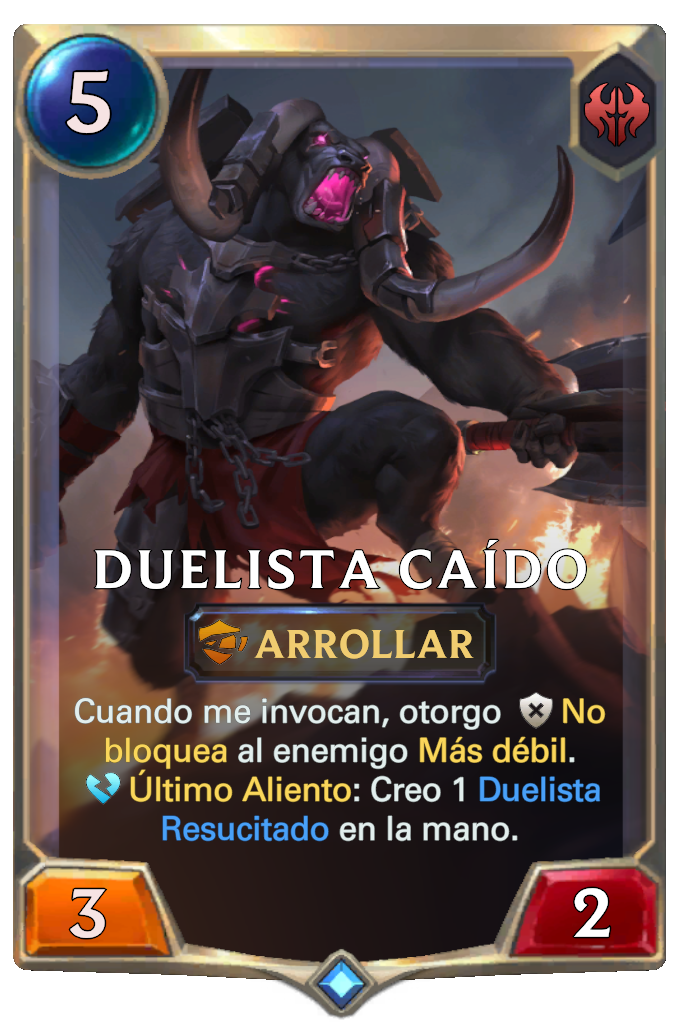 5
DUELISTA CAÍDO
ARROLLAR
Cuando me invocan, otorgo No
bloquea al enemigo Más débil.
Último Aliento: Creo 1 Duelista
Resucitado en la mano.
3
2